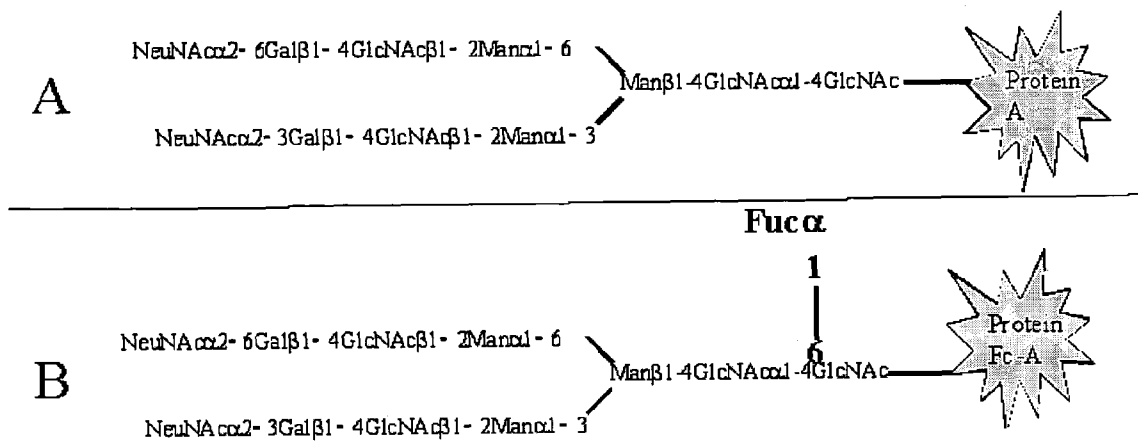 NeuNAcα2- 6Galβ1- 4GlcNAcβ1- 2Manα1- 6
A
Manβ1-4GlcNAcα1-4GlcNAc
Protein
A
NeuNAcα2- 3Galβ1- 4GlcNAcβ1- 2Manα1- 3
Fucα
1
6
NeuNAcα2- 6Galβ1- 4GlcNAcβ1- 2Manα1- 6
B
Manβ1-4GlcNAcα1-4GlcNAc
Protein
Fc-A
NeuNAcα2- 3Galβ1- 4GlcNAcβ1- 2Manα1- 3